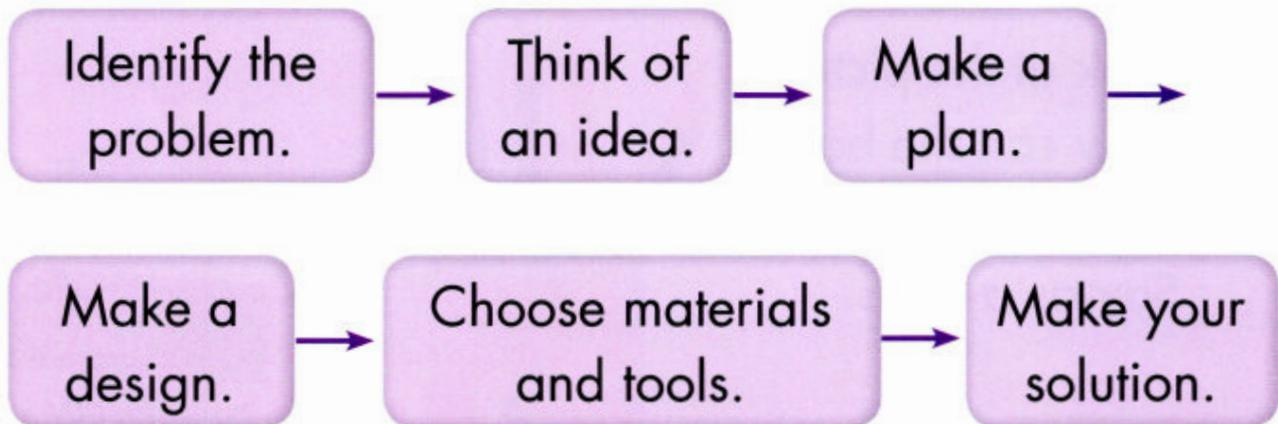 Identify the
problem.
Think of
an idea.
Make a
plan.
Make a
design.
Choose materials
and tools.
Make your
solution.